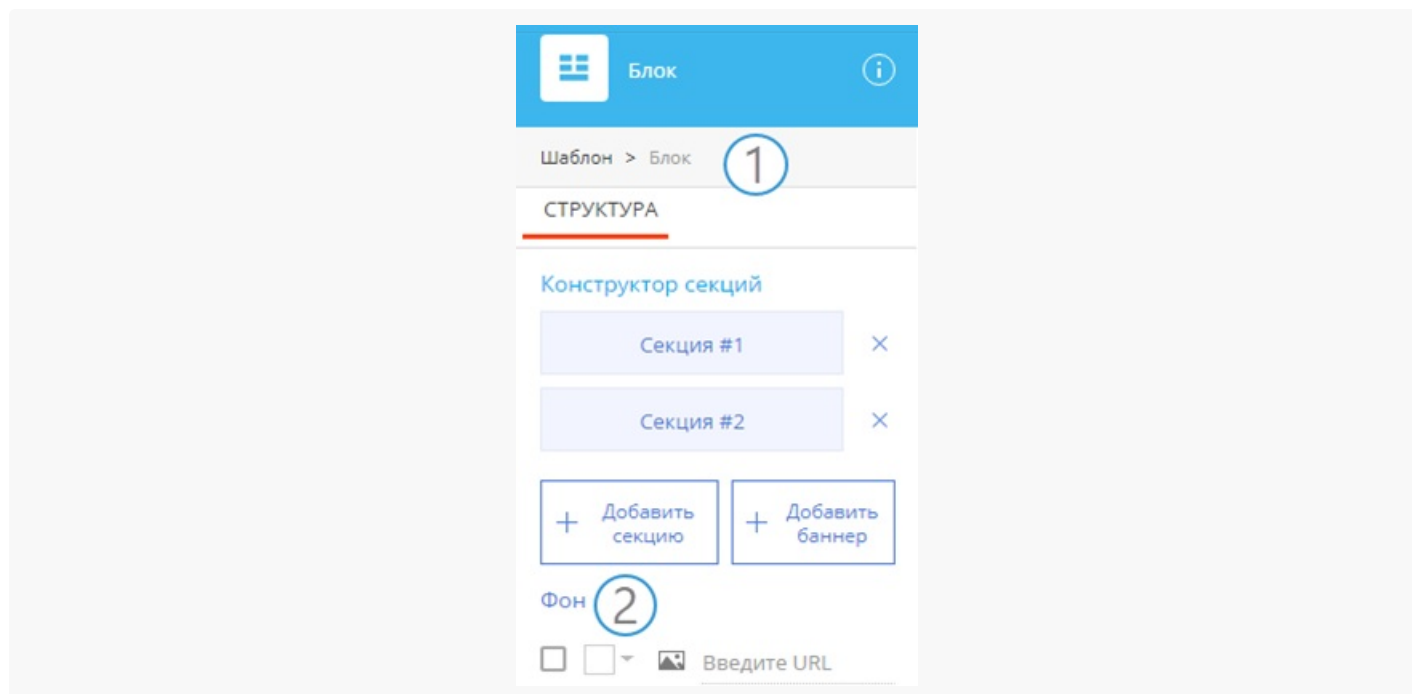 Блок
Шаблон > Блок
1
СТРУКТУРА
Конструктор секций
Секция #1
Секция #2
+ Добавить секцию
+ Добавить баннер
Фон
2
Введите URL